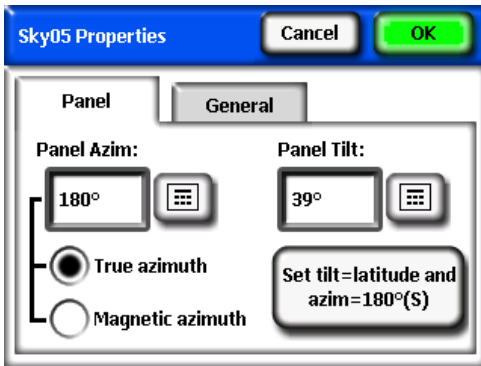 Sky05 Properties Cancel OK
Panel General
Panel Azim: Panel Tilt:
180° 39°
True azimuth
Magnetic azimuth
Set tilt=latitude and
azim=180°(S)